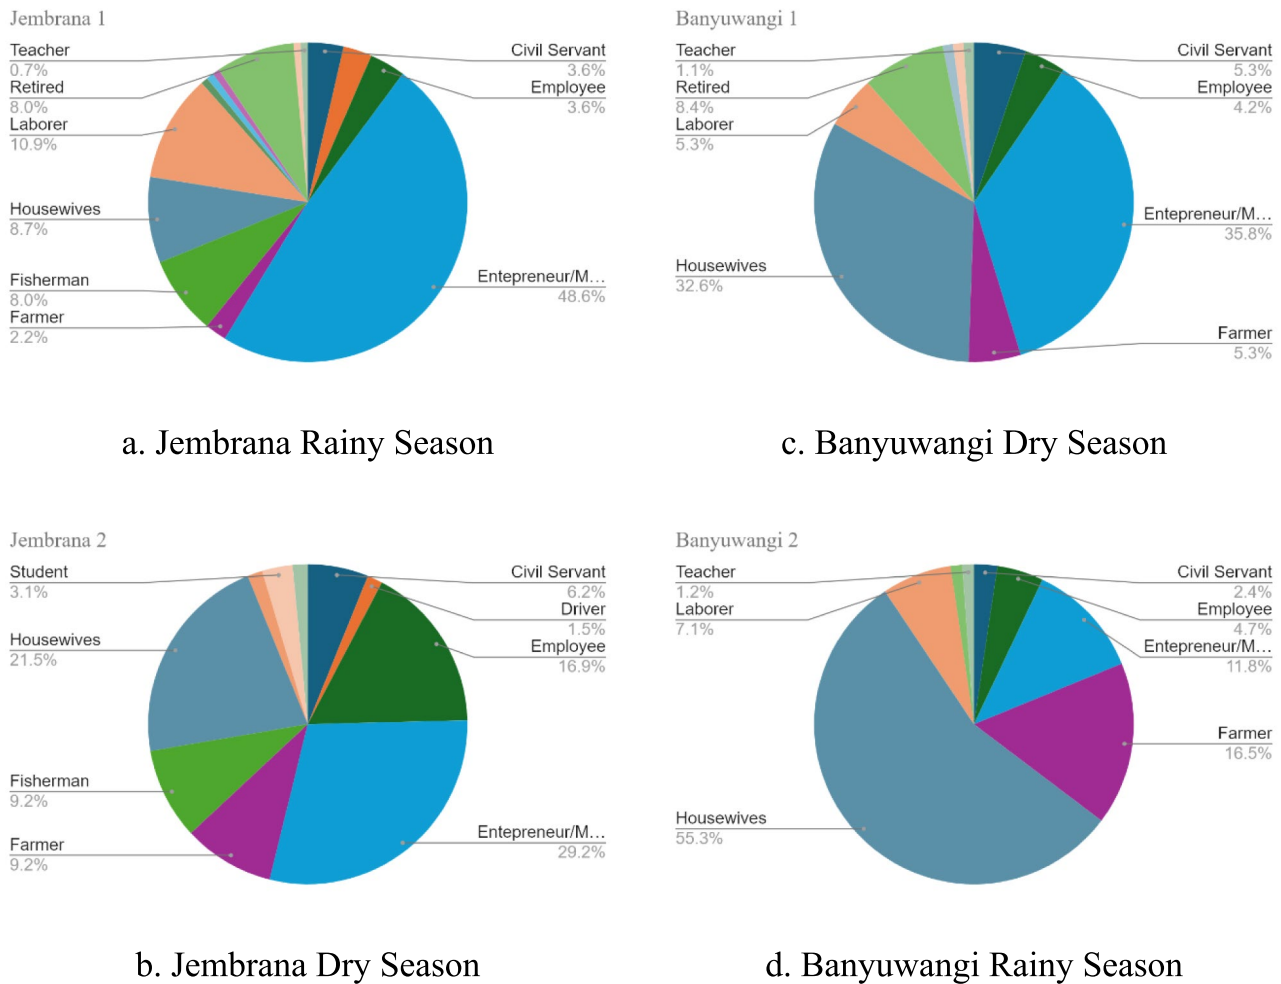 Jembrana 1
Teacher
0.7%
Retired
8.0%
Laborer
10.9%
Housewives
8.7%
Fisherman
8.0%
Farmer
2.2%
Civil Servant
3.6%
Employee
3.6%
Entepreneur/M...
48.6%
a. Jembrana Rainy Season
Banyuwangi 1
Teacher
1.1%
Retired
8.4%
Laborer
5.3%
Housewives
32.6%
Civil Servant
5.3%
Employee
4.2%
Entepreneur/M...
35.8%
Farmer
5.3%
c. Banyuwangi Dry Season
Jembrana 2
Student
3.1%
Housewives
21.5%
Fisherman
9.2%
Farmer
9.2%
Civil Servant
6.2%
Driver
1.5%
Employee
16.9%
Entepreneur/M...
29.2%
b. Jembrana Dry Season
Banyuwangi 2
Teacher
1.2%
Laborer
7.1%
Housewives
55.3%
Civil Servant
2.4%
Employee
4.7%
Entepreneur/M...
11.8%
Farmer
16.5%
d. Banyuwangi Rainy Season